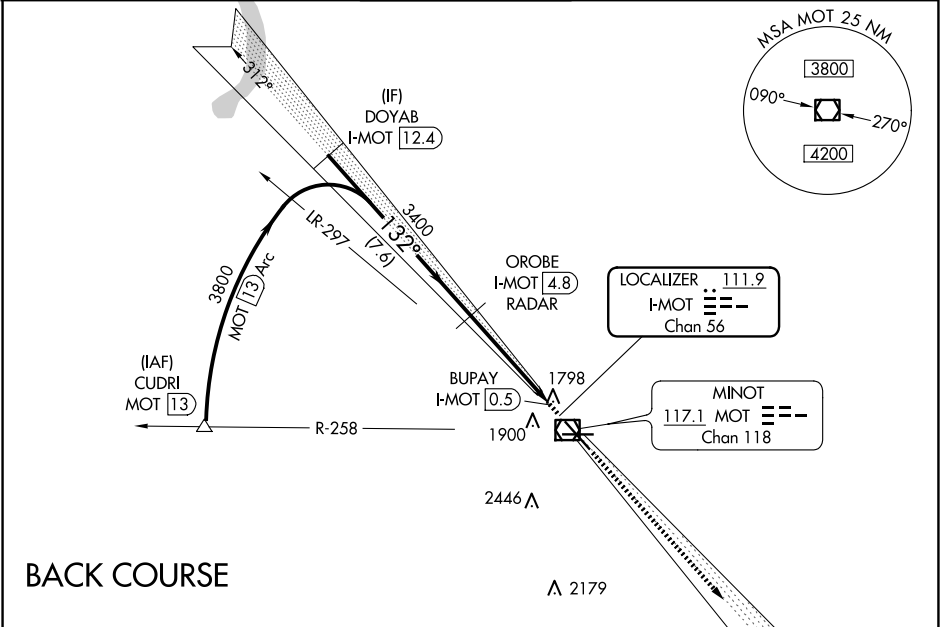 MSA MOT 25 NM
3800
090°
270°
4200
312°
(IF)
DOYAB
I-MOT 12.4
3400
132°
(7.6)
LR-297
3800
MOT 13 Arc
OROBE
I-MOT 4.8
RADAR
LOCALIZER 111.9
I-MOT
Chan 56
(IAF)
CUDRI
MOT 13
BUPAY
I-MOT 0.5
1798
1900
MINOT
117.1 MOT
Chan 118
R-258
2446
2179
BACK COURSE